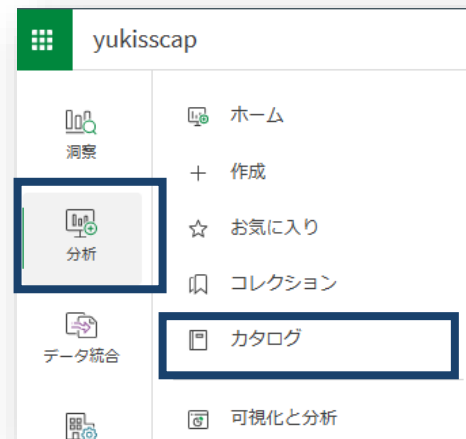 yukisscap
洞察
分析
データ統合
ホーム
作成
お気に入り
コレクション
カタログ
可視化と分析